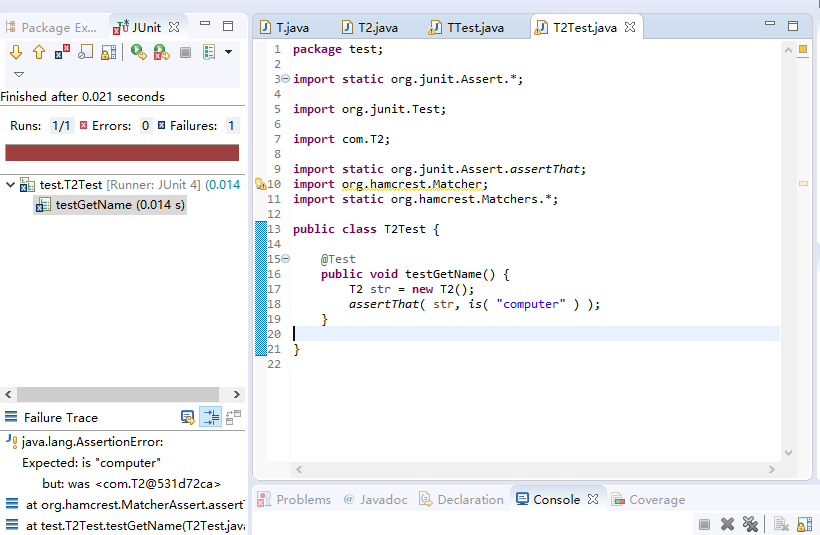 Package Ex... JUnit
Finished after 0.021 seconds
Runs: 1/1 Errors: 0 Failures: 1
test.T2Test [Runner: JUnit 4] (0.014
testGetName (0.014 s)
Failure Trace
java.lang.AssertionError:
Expected: is "computer"
but: was <com.T2@531d72ca>
at org.hamcrest.MatcherAssert.assertT
at test.T2Test.testGetName(T2Test.java
T.java T2.java TTest.java T2Test.java
1 package test;
2
3 import static org.junit.Assert.*;
4
5 import org.junit.Test;
6
7 import com.T2;
8
9 import static org.junit.Assert.assertThat;
10 import org.hamcrest.Matcher;
11 import static org.hamcrest.Matchers.*;
12
13 public class T2Test {
14
15 @Test
16 public void testGetName() {
17 T2 str = new T2();
18 assertThat( str, is( "computer" ) );
19 }
20
21 }
22
Problems @ Javadoc Declaration Console Coverage